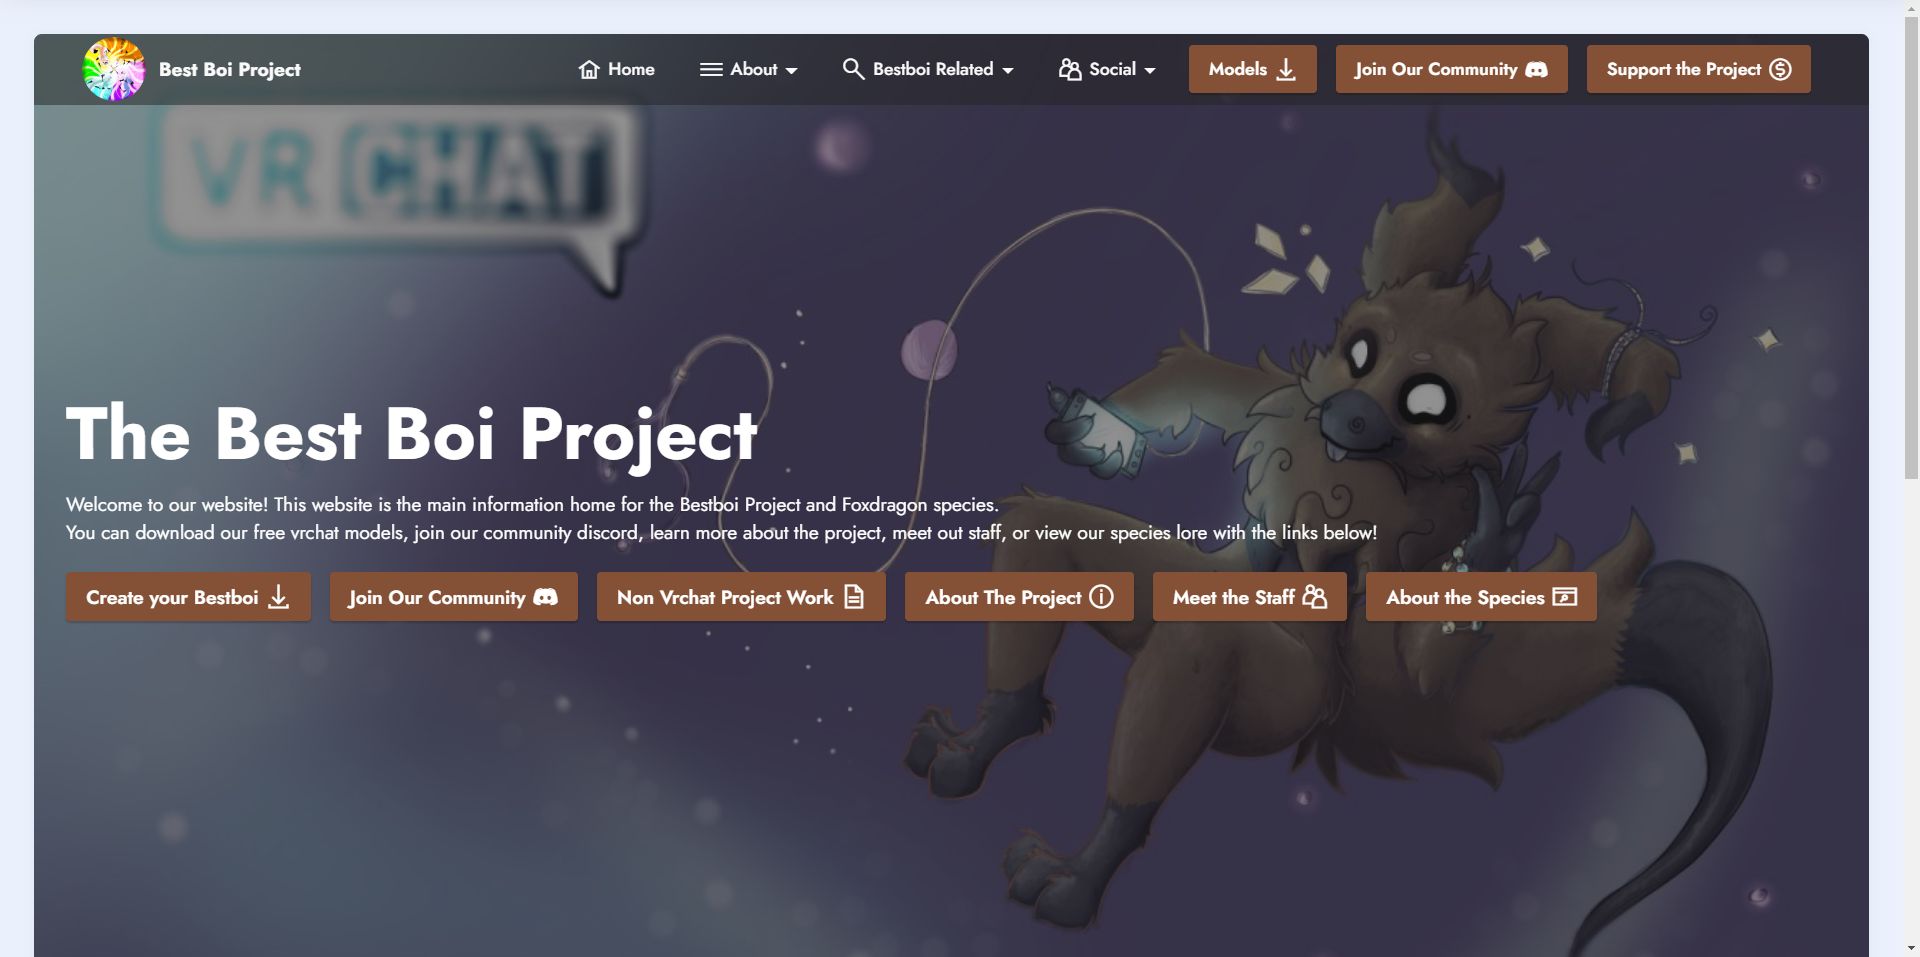 Best Boi Project
Home
About
Bestboi Related
Social
Models
Join Our Community
Support the Project
VR CHAT
The Best Boi Project
Welcome to our website! This website is the main information home for the Bestboi Project and Foxdragon species.
You can download our free vrchat models, join our community discord, learn more about the project, meet out staff, or view our species lore with the links below!
Create your Bestboi
Join Our Community
Non Vrchat Project Work
About The Project
Meet the Staff
About the Species